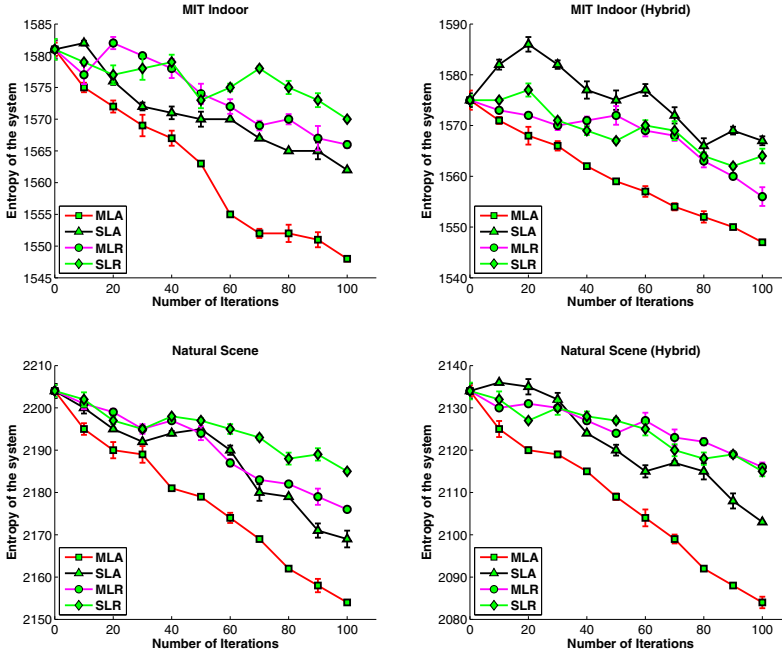 MIT Indoor
1585
1580
1575
1570
1565
1560
1555
1550
1545
Entropy of the system
0 20 40 60 80 100
Number of Iterations
MLA
SLA
MLR
SLR
MIT Indoor (Hybrid)
1590
1580
1570
1560
1550
1540
Entropy of the system
0 20 40 60 80 100
Number of Iterations
MLA
SLA
MLR
SLR
Natural Scene
2210
2200
2190
2180
2170
2160
2150
Entropy of the system
0 20 40 60 80 100
Number of Iterations
MLA
SLA
MLR
SLR
Natural Scene (Hybrid)
2140
2130
2120
2110
2100
2090
2080
Entropy of the system
0 20 40 60 80 100
Number of Iterations
MLA
SLA
MLR
SLR